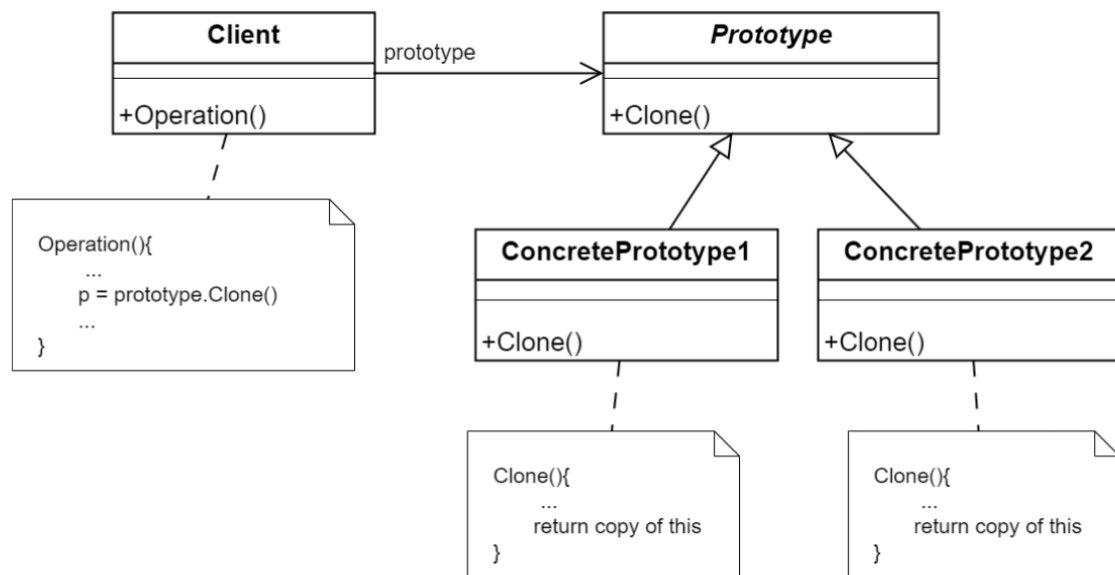 Client
+Operation()
prototype
Prototype
+Clone()
Operation(){
...
p = prototype.Clone()
...
}
ConcretePrototype1
+Clone()
ConcretePrototype2
+Clone()
Clone(){
...
return copy of this
}
Clone(){
...
return copy of this
}